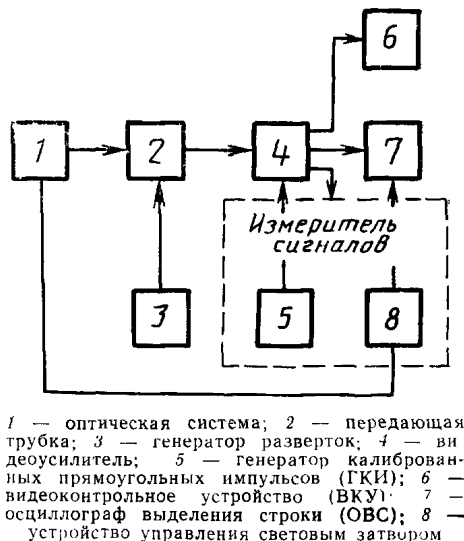 6
1
2
4
7
Измеритель
сигналов
3
5
8
1 — оптическая система; 2 — передающая
трубка; 3 — генератор разверток; 4 — ви
деоусилитель; 5 — генератор калиброван-
ных прямоугольных импульсов (ГКИ); 6 —
видеоконтрольное устройство (ВКУ) 7 —
осциллограф выделения строки (ОВС); 8 —
устройство управления световым затвором